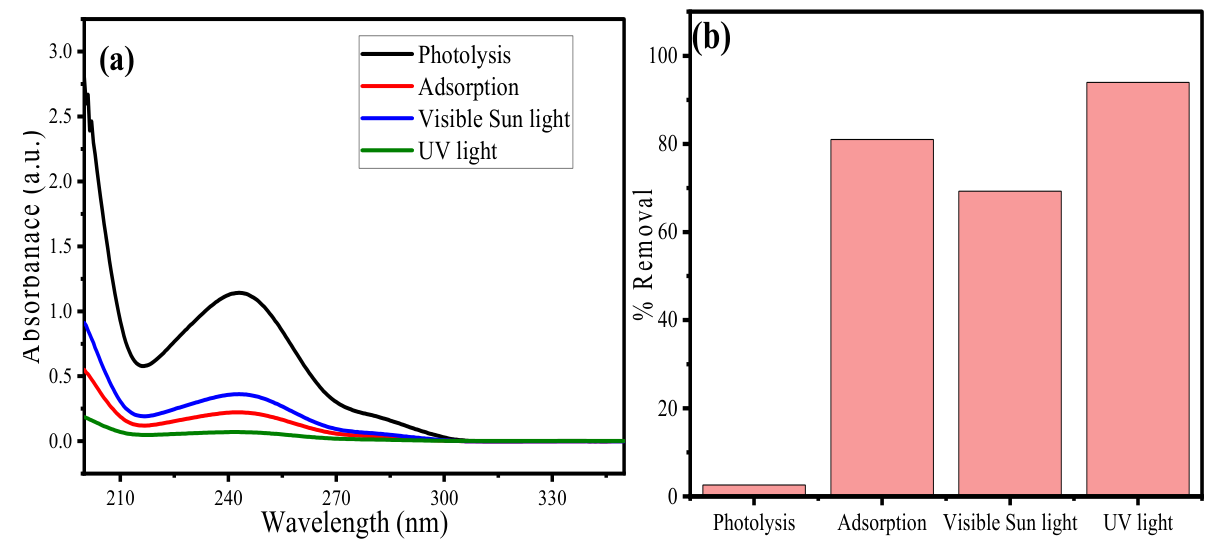 (a)
Photolysis
Adsorption
Visible Sun light
UV light
3.0
2.5
2.0
1.5
1.0
0.5
0.0
Absorbanace (a.u.)
210 240 270 300 330
Wavelength (nm)
(b)
100
80
60
40
20
0
% Removal
Photolysis Adsorption Visible Sun light UV light